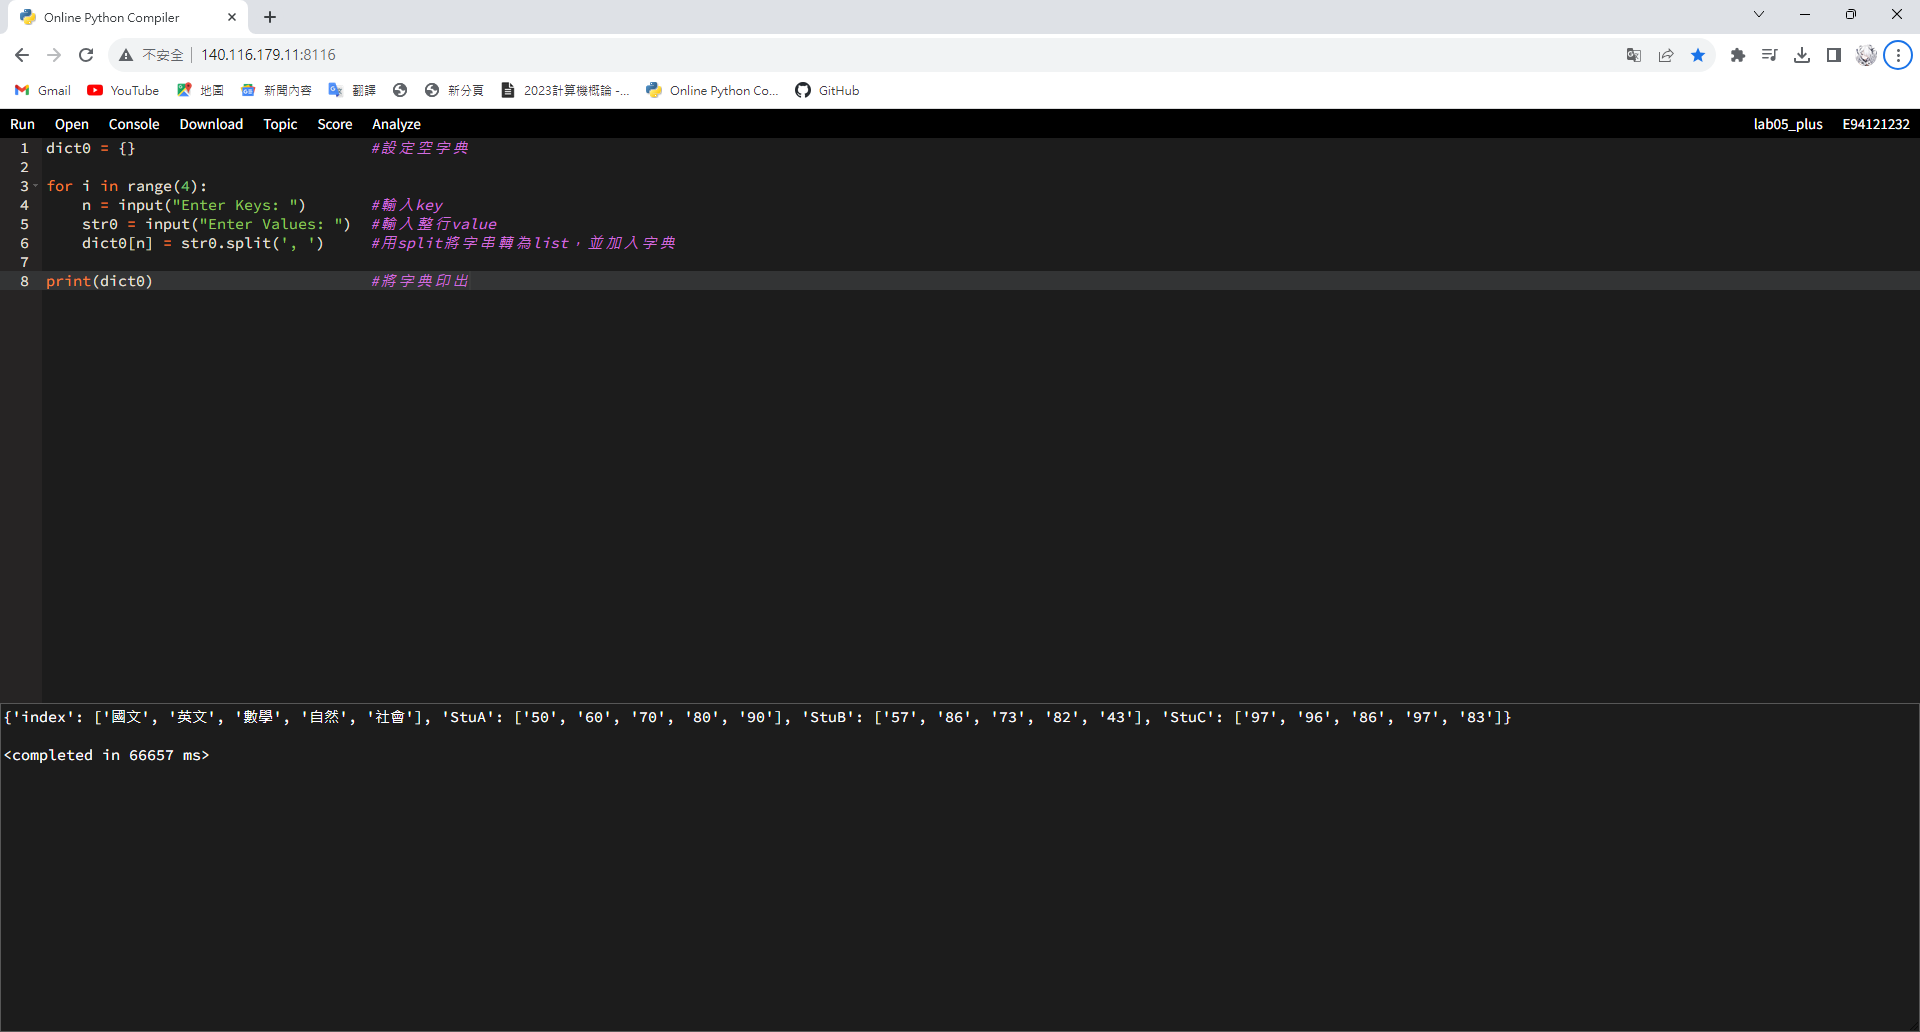 Online Python Compiler
不安全 140.116.179.11:8116
Gmail YouTube 地圖 新聞內容 翻譯 新分頁 2023計算機概論 -... Online Python Co... GitHub
Run Open Console Download Topic Score Analyze lab05_plus E94121232
1 dict0 = {} #設定空字典
2
3 for i in range(4):
4 n = input("Enter Keys: ") #輸入key
5 str0 = input("Enter Values: ") #輸入整行value
6 dict0[n] = str0.split(', ') #用split將字串轉為list，並加入字典
7
8 print(dict0) #將字典印出
{'index': ['國文', '英文', '數學', '自然', '社會'], 'StuA': ['50', '60', '70', '80', '90'], 'StuB': ['57', '86', '73', '82', '43'], 'StuC': ['97', '96', '86', '97', '83']}
<completed in 66657 ms>